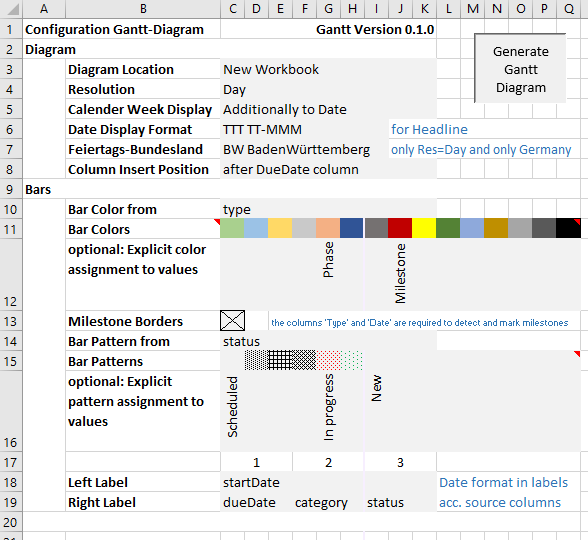 A B C D E F G H I J K L M N O P Q
1 Configuration Gantt-Diagram Gantt Version 0.1.0
Generate
Gantt
Diagram
2 Diagram
3 Diagram Location New Workbook
4 Resolution Day
5 Calender Week Display Additionally to Date
6 Date Display Format TTT TT-MMM for Headline
7 Feiertags-Bundesland BW BadenWürttemberg only Res=Day and only Germany
8 Column Insert Position after DueDate column
9 Bars
10 Bar Color from type
11 Bar Colors
optional: Explicit color
assignment to values
Phase
Milestone
12
13 Milestone Borders the columns 'Type' and 'Date' are required to detect and mark milestones
14 Bar Pattern from status
15 Bar Patterns
optional: Explicit
pattern assignment to
values
Scheduled
In progress
New
16
17 1 2 3
18 Left Label startDate Date format in labels
19 Right Label dueDate category status acc. source columns
20